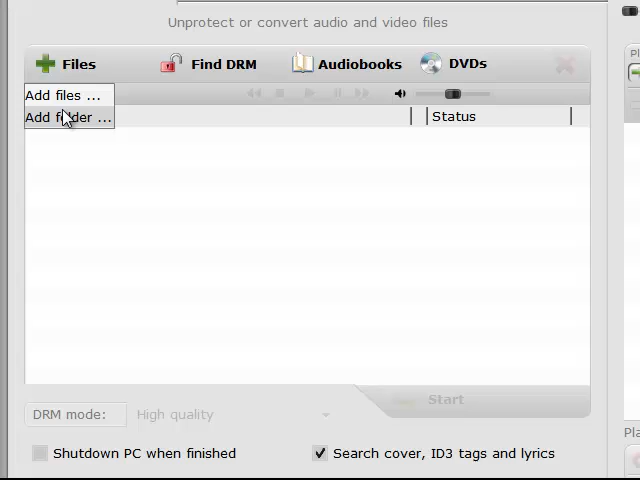 Unprotect or convert audio and video files
Files Find DRM Audiobooks DVDs
Add files ...
Add folder ... Status
Start
DRM mode: High quality
Shutdown PC when finished Search cover, ID3 tags and lyrics